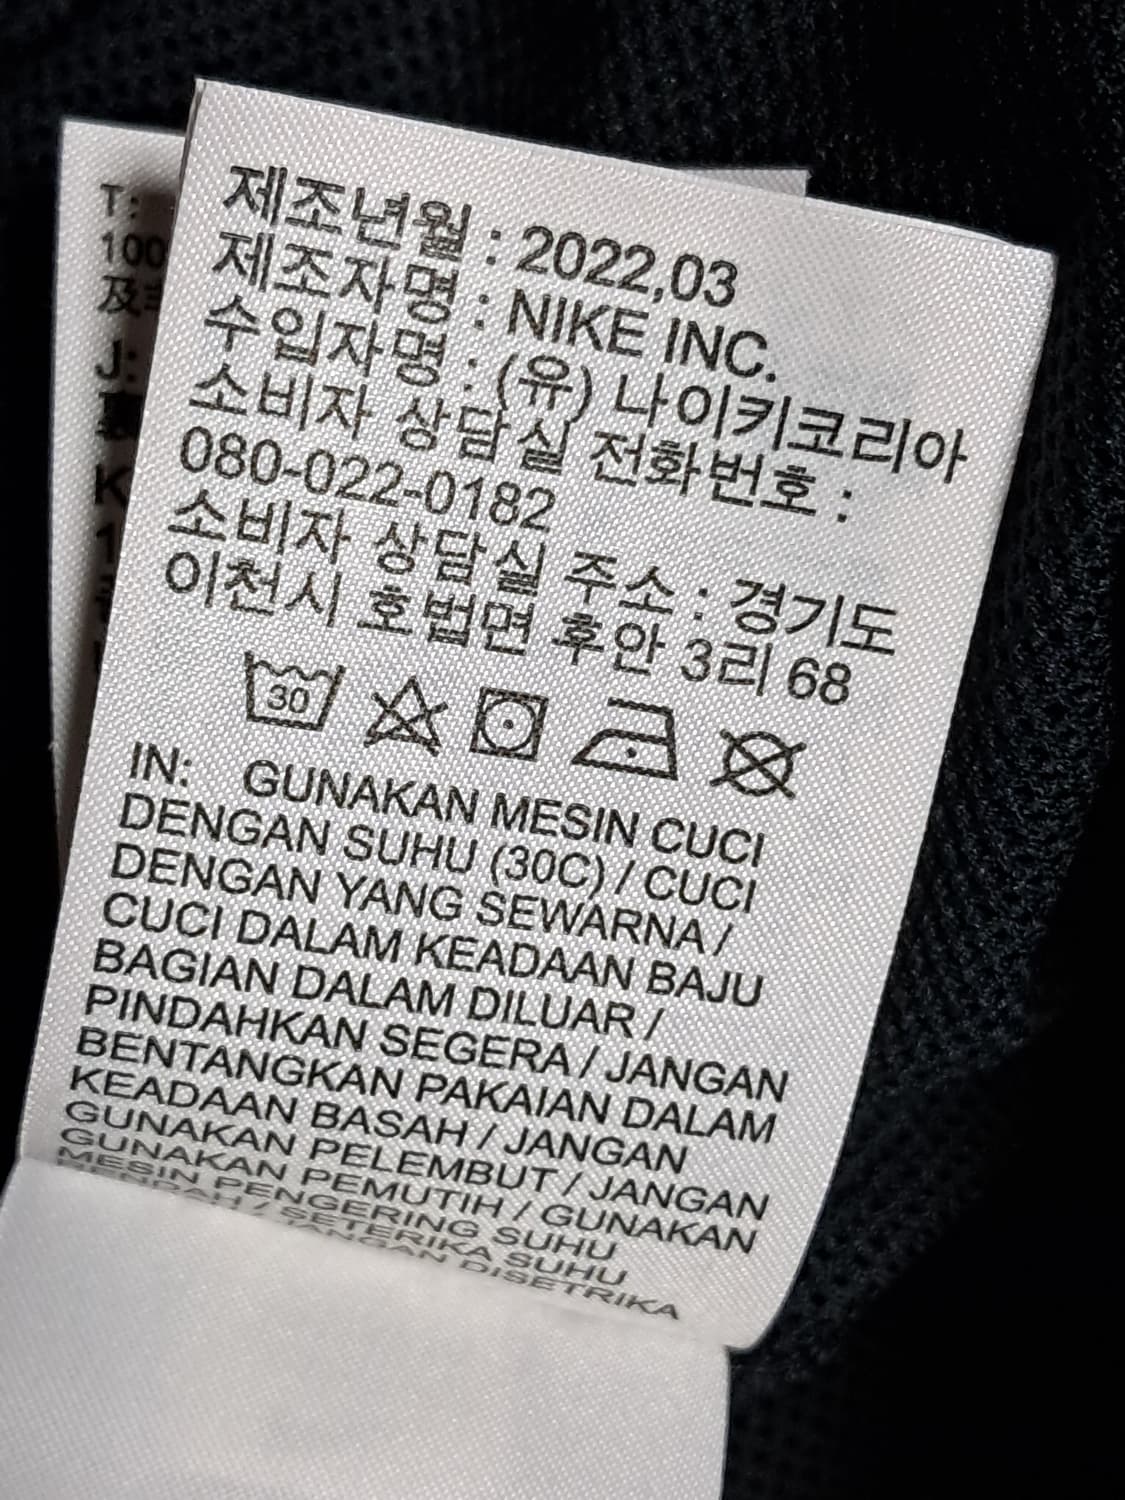 제조년월 : 2022,03
제조자명 : NIKE INC.
수입자명 : (유) 나이키코리아
소비자 상담실 전화번호 :
080-022-0182
소비자 상담실 주소 : 경기도
이천시 호법면 후안 3리 68
30
IN: GUNAKAN MESIN CUCI
DENGAN SUHU (30C) / CUCI
DENGAN YANG SEWARNA /
CUCI DALAM KEADAAN BAJU
BAGIAN DALAM DILUAR /
PINDAHKAN SEGERA / JANGAN
BENTANGKAN PAKAIAN DALAM
KEADAAN BASAH / JANGAN
GUNAKAN PELEMBUT / JANGAN
GUNAKAN PEMUTIH / GUNAKAN
MESIN PENGERING SUHU
RENDAH / SETERIKA SUHU
JANGAN DISETRIKA
T:
100
及
J:
K
1